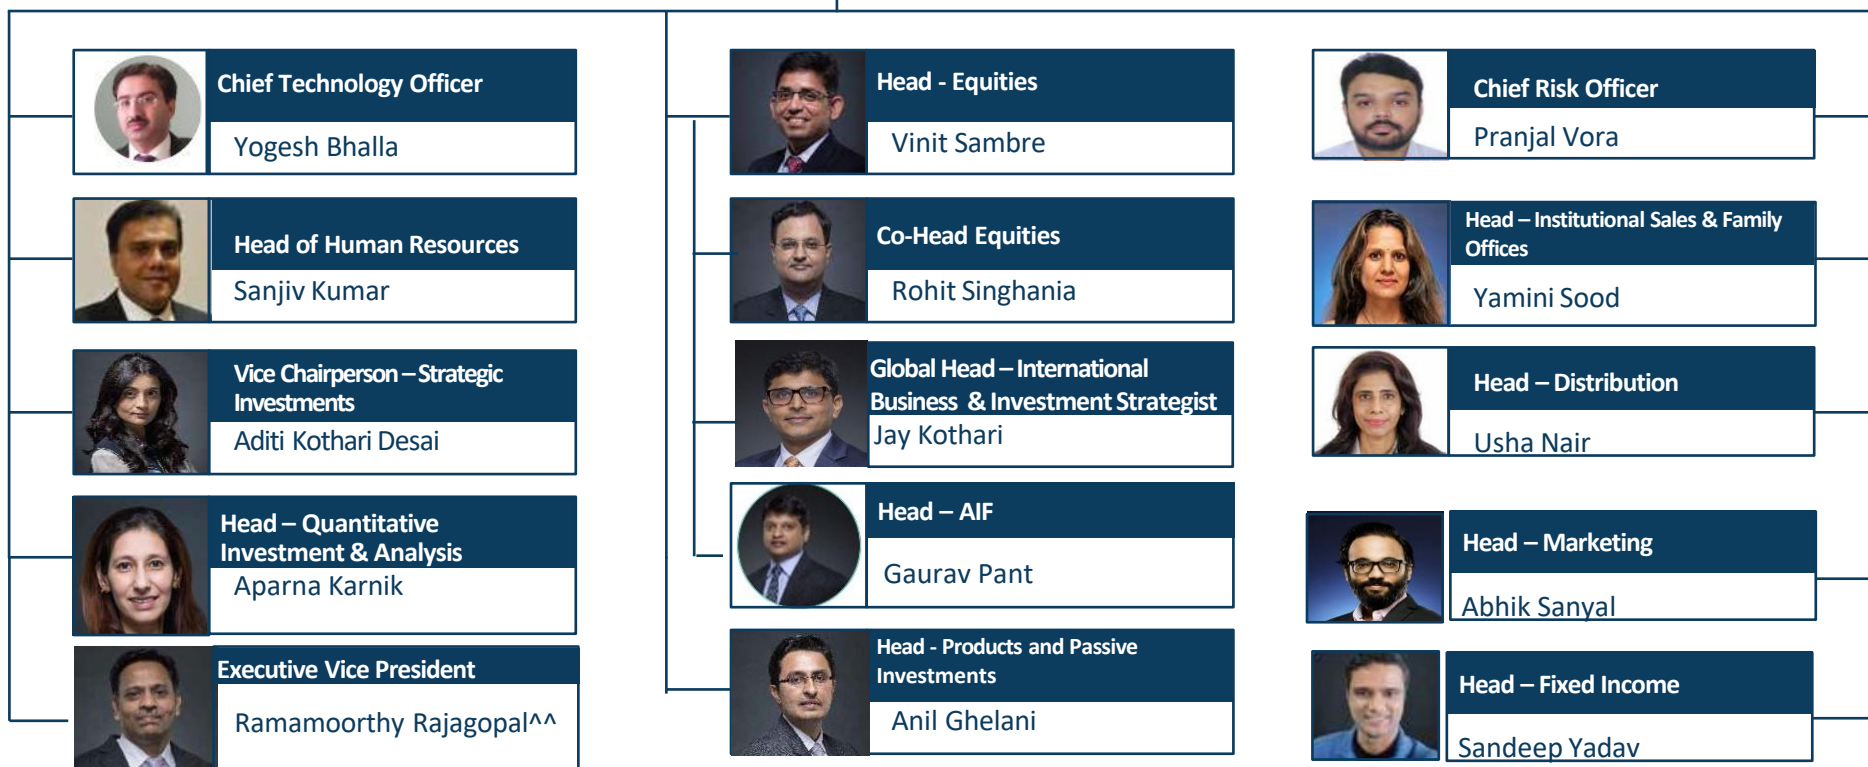 Chief Technology Officer
Yogesh Bhalla
Head of Human Resources
Sanjiv Kumar
Vice Chairperson – Strategic
Investments
Aditi Kothari Desai
Head – Quantitative
Investment & Analysis
Aparna Karnik
Executive Vice President
Ramamoorthy Rajagopal^^
Head - Equities
Vinit Sambre
Co-Head Equities
Rohit Singhania
Global Head – International
Business & Investment Strategist
Jay Kothari
Head – AIF
Gaurav Pant
Head - Products and Passive
Investments
Anil Ghelani
Chief Risk Officer
Pranjal Vora
Head – Institutional Sales & Family
Offices
Yamini Sood
Head – Distribution
Usha Nair
Head – Marketing
Abhik Sanyal
Head – Fixed Income
Sandeep Yadav